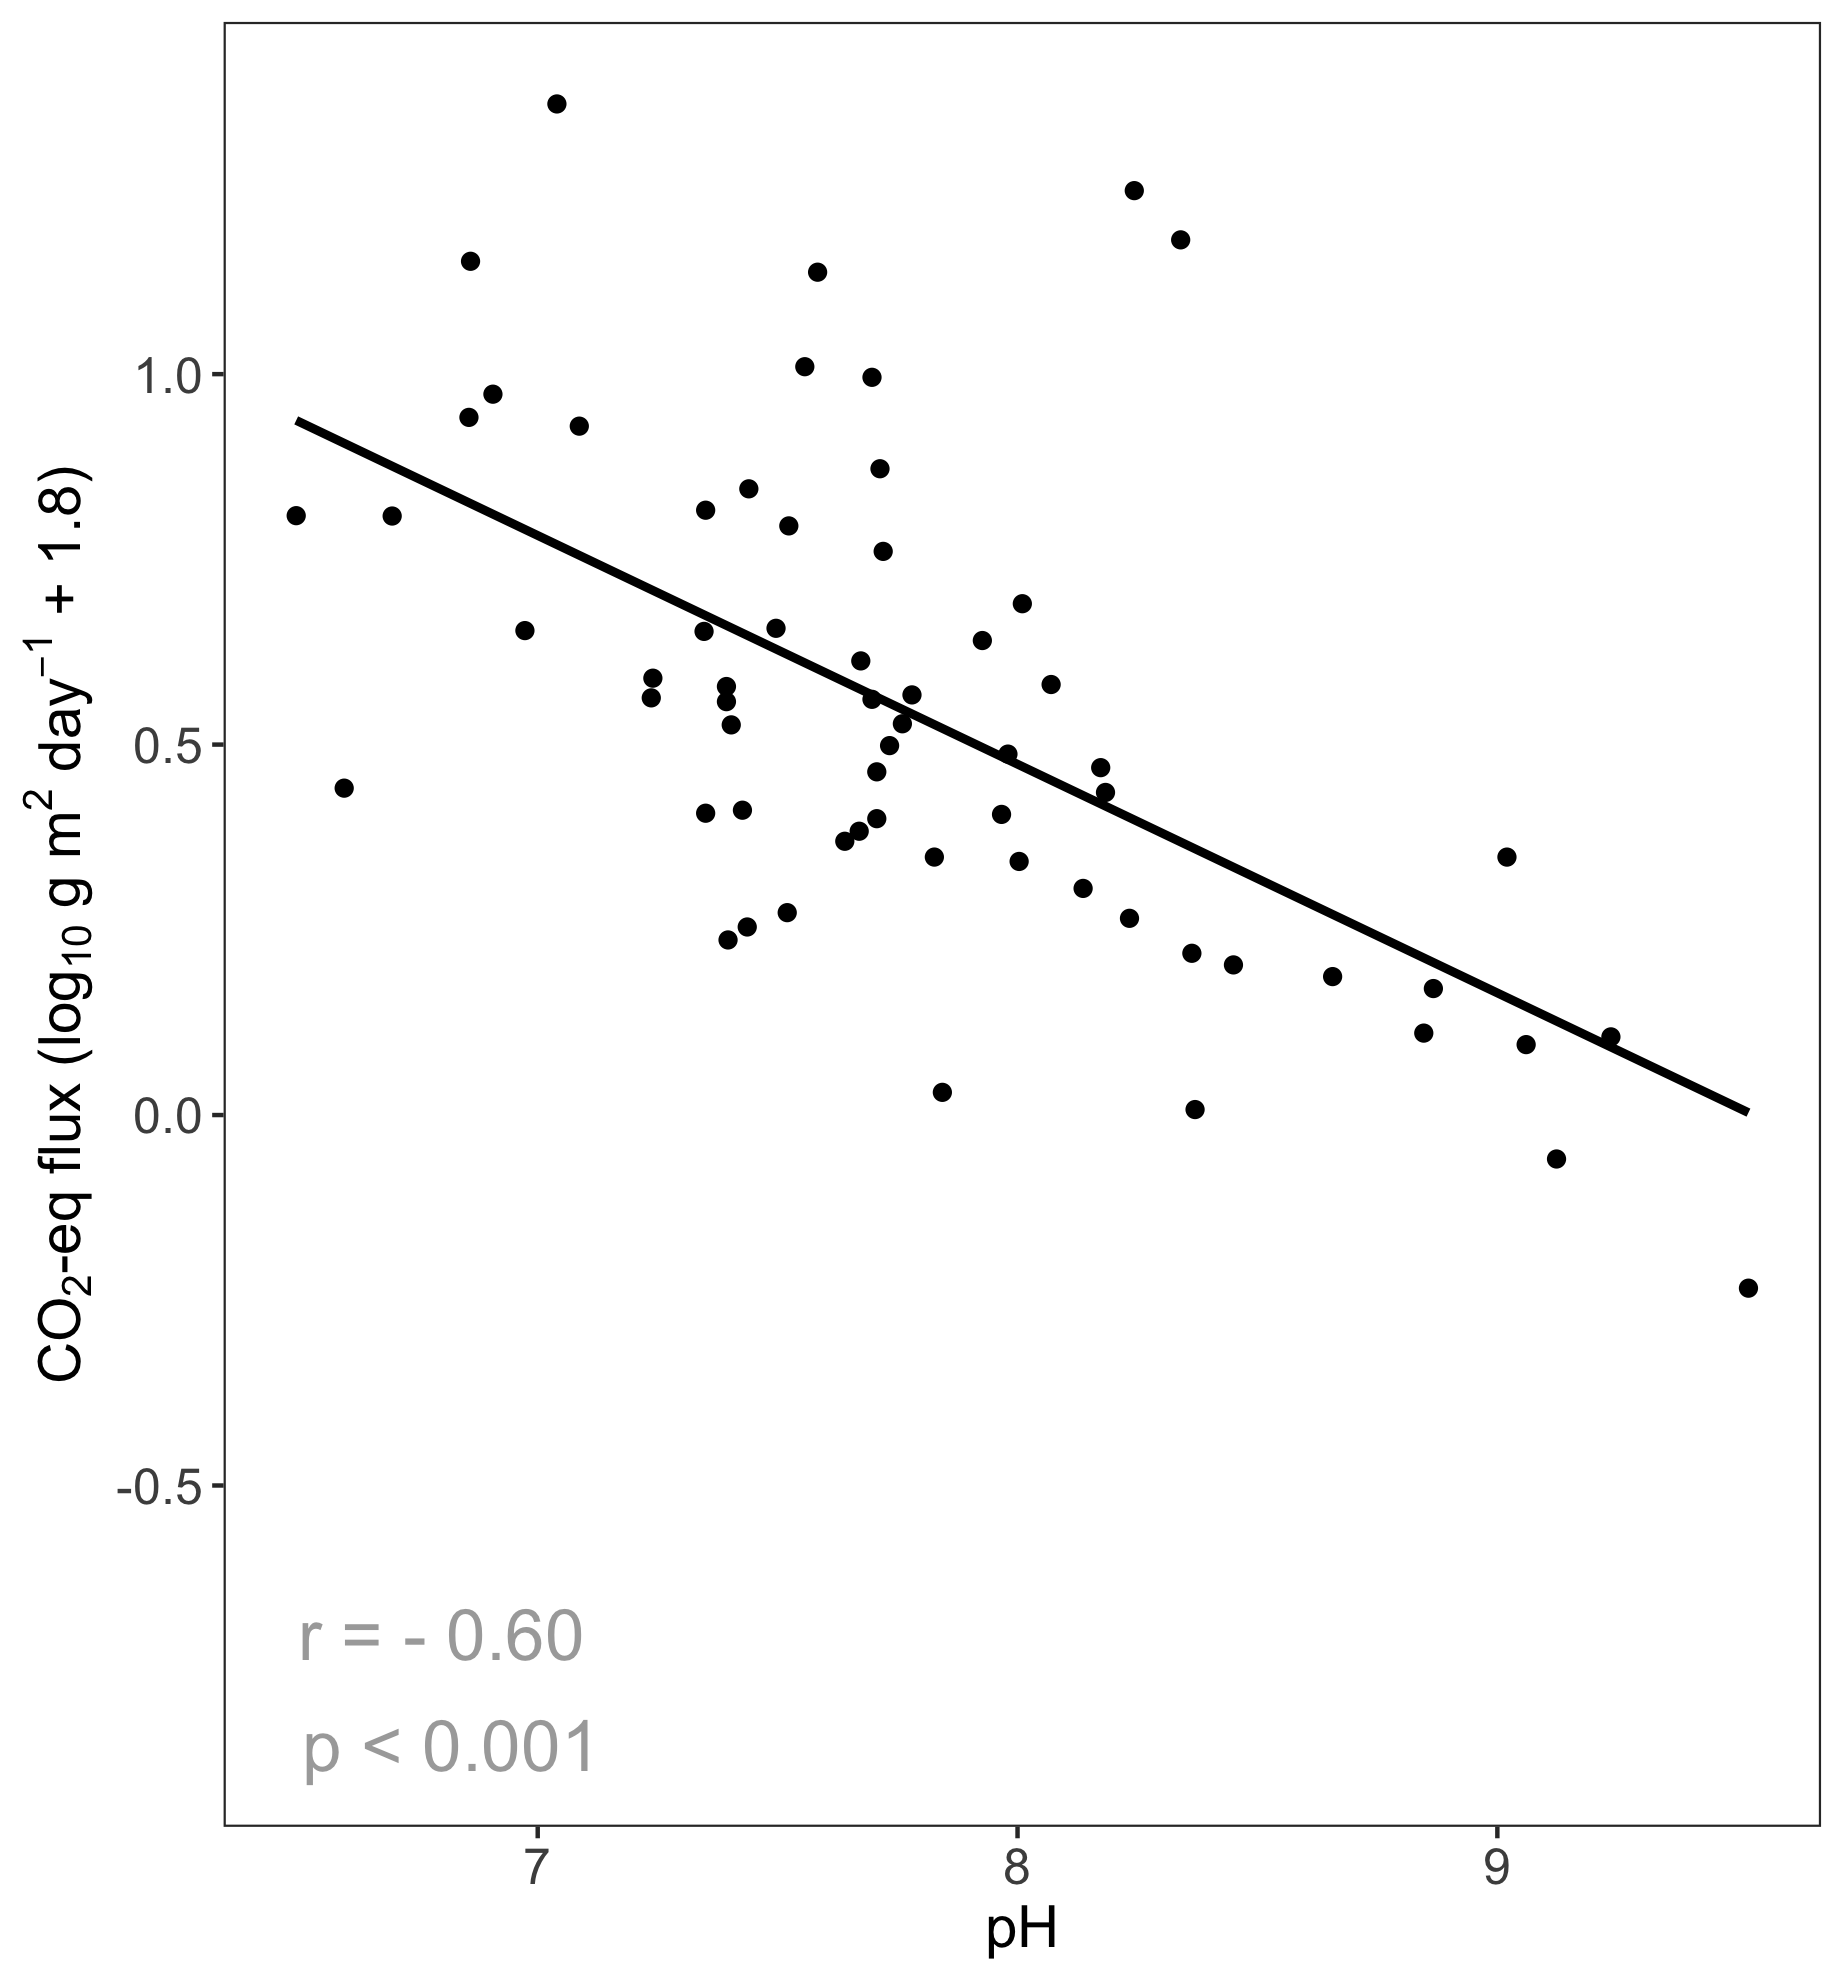 CO₂-eq flux (log₁₀ g m² day⁻¹ + 1.8)
1.0
0.5
0.0
-0.5
r = - 0.60
p < 0.001
7 8 9
pH